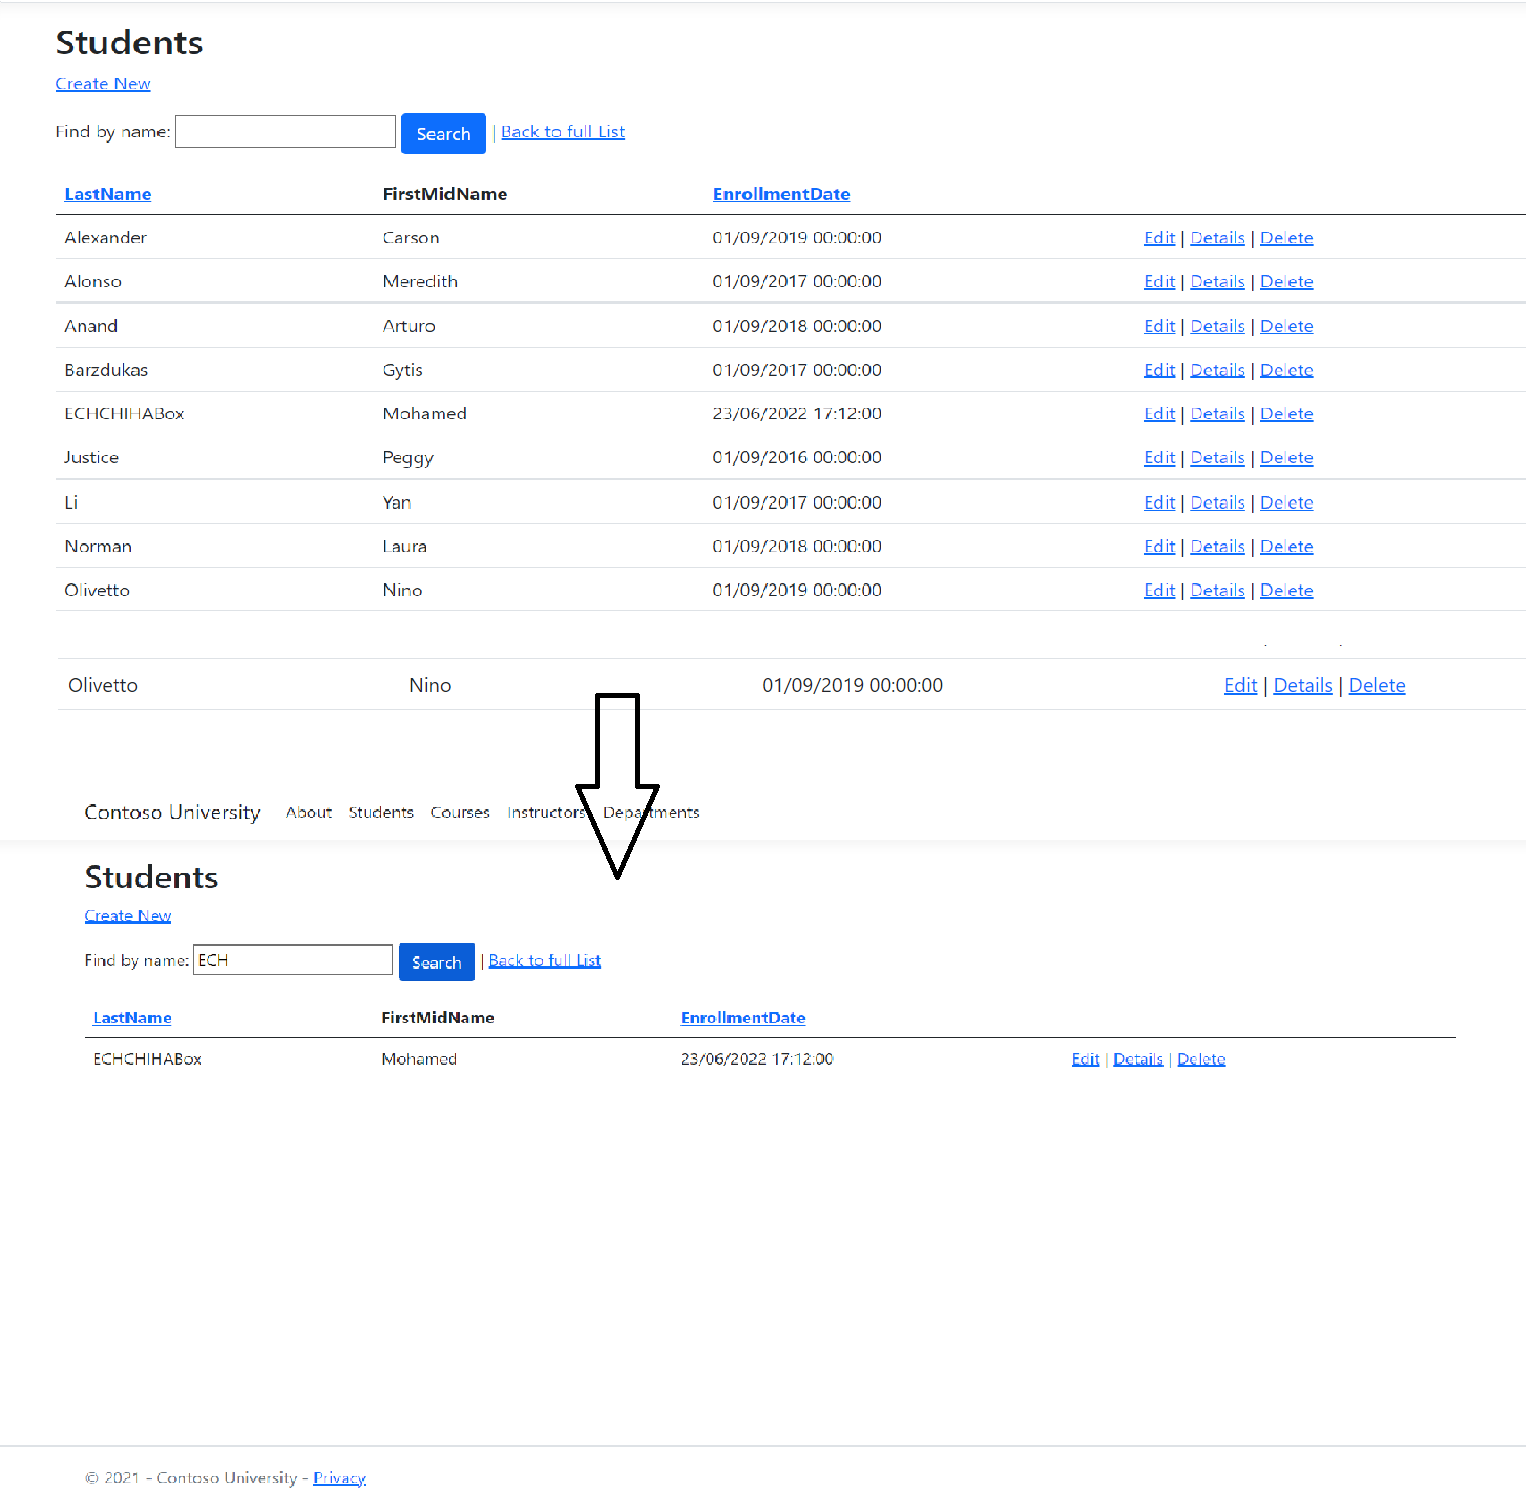 Students
Create New
Find by name: Search | Back to full List
LastName FirstMidName EnrollmentDate
Alexander Carson 01/09/2019 00:00:00 Edit | Details | Delete
Alonso Meredith 01/09/2017 00:00:00 Edit | Details | Delete
Anand Arturo 01/09/2018 00:00:00 Edit | Details | Delete
Barzdukas Gytis 01/09/2017 00:00:00 Edit | Details | Delete
ECHCHIHABox Mohamed 23/06/2022 17:12:00 Edit | Details | Delete
Justice Peggy 01/09/2016 00:00:00 Edit | Details | Delete
Li Yan 01/09/2017 00:00:00 Edit | Details | Delete
Norman Laura 01/09/2018 00:00:00 Edit | Details | Delete
Olivetto Nino 01/09/2019 00:00:00 Edit | Details | Delete
Olivetto Nino 01/09/2019 00:00:00 Edit | Details | Delete
Contoso University About Students Courses Instructors Departments
Students
Create New
Find by name: ECH Search | Back to full List
LastName FirstMidName EnrollmentDate
ECHCHIHABox Mohamed 23/06/2022 17:12:00 Edit | Details | Delete
© 2021 - Contoso University - Privacy